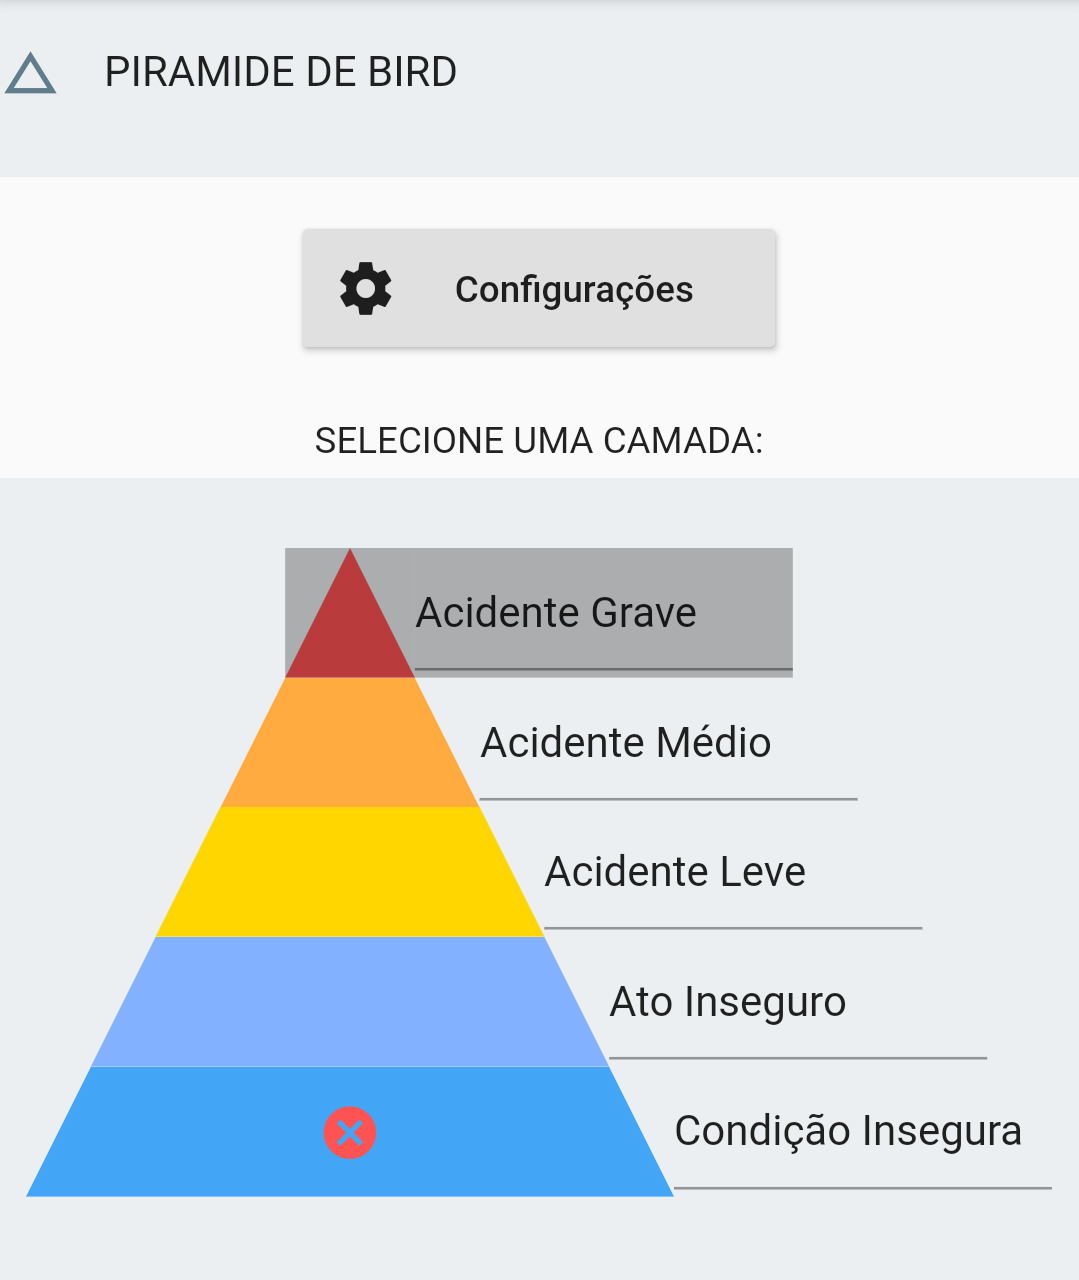 PIRAMIDE DE BIRD
Configurações
SELECIONE UMA CAMADA:
Acidente Grave
Acidente Médio
Acidente Leve
Ato Inseguro
Condição Insegura